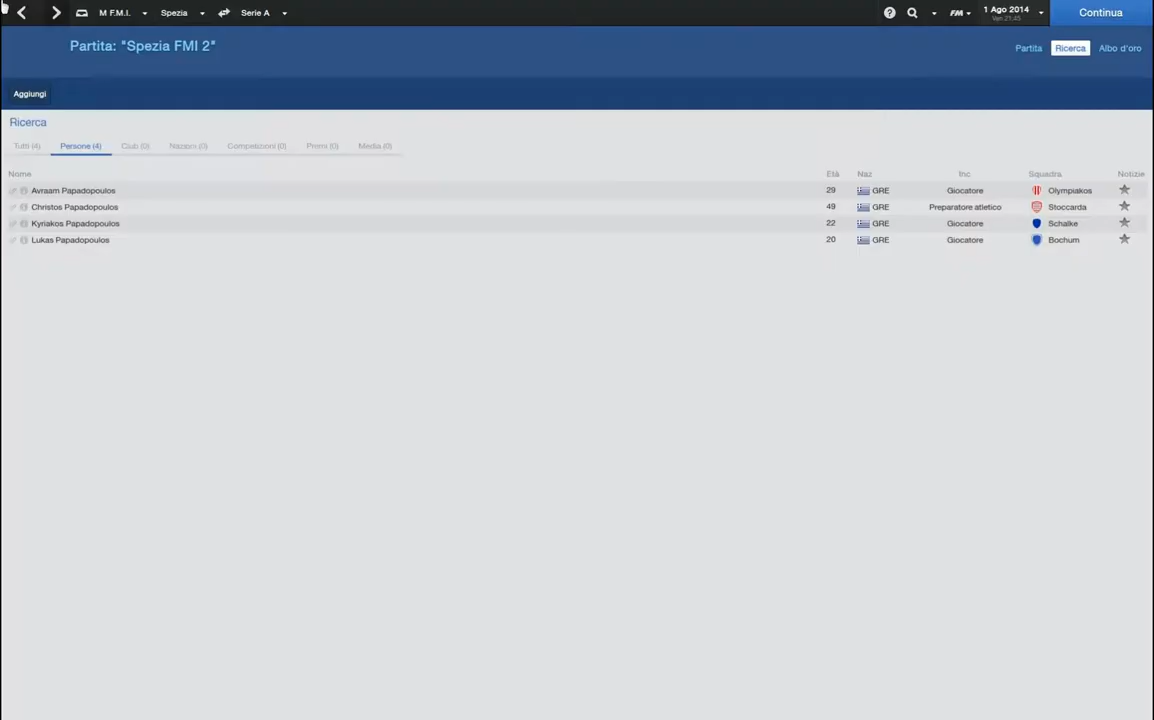 M F.M.I. Spezia Serie A FM 1 Ago 2014 Continua
Ven 21:45
Partita: "Spezia FMI 2" Partita Ricerca Albo d'oro
Aggiungi
Ricerca
Tutti (4) Persone (4) Club (0) Nazioni (0) Competizioni (0) Premi (0) Media (0)
Nome Età Naz Inc Squadra Notizie
Avraam Papadopoulos 29 GRE Giocatore Olympiakos
Christos Papadopoulos 49 GRE Preparatore atletico Stoccarda
Kyriakos Papadopoulos 22 GRE Giocatore Schalke
Lukas Papadopoulos 20 GRE Giocatore Bochum